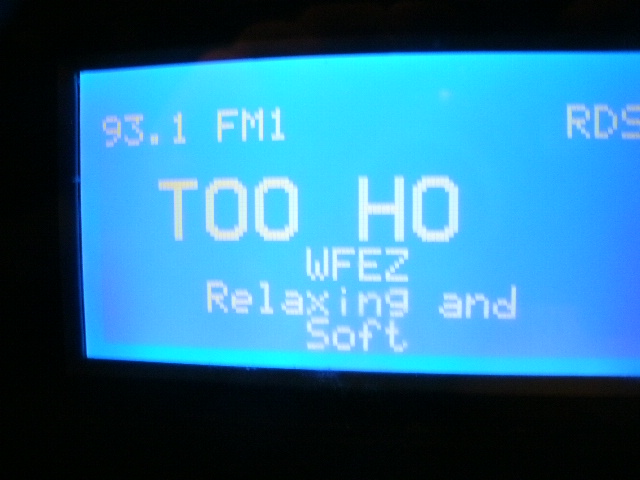 93.1 FM1 RDS
TOO HO
WFEZ
Relaxing and
Soft